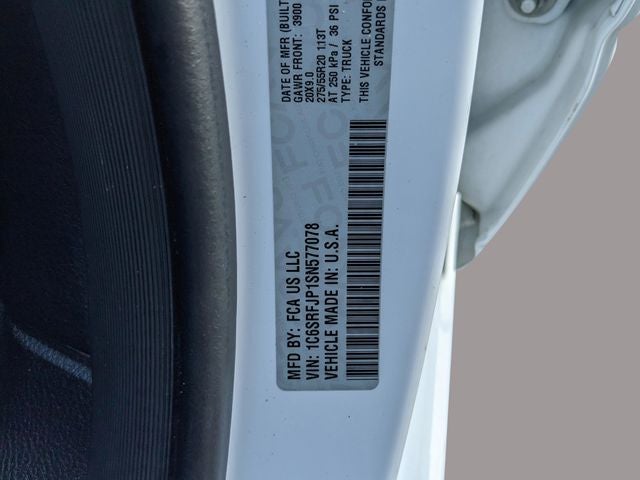 MFD BY: FCA US LLC
VIN: 1C6SRFJP1SN577078
VEHICLE MADE IN: U.S.A.
DATE OF MFR (BUILT
GAWR FRONT: 3900
20X9.0
275/55R20 113T
AT 250 kPa / 36 PSI
TYPE: TRUCK
THIS VEHICLE CONFOR
STANDARDS